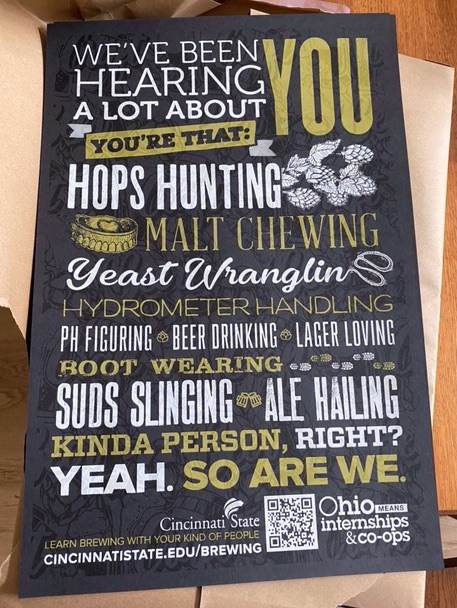 WE'VE BEEN
HEARING
A LOT ABOUT
YOU
YOU'RE THAT:
HOPS HUNTING
MALT CHEWING
Yeast Wranglin
HYDROMETER HANDLING
PH FIGURING BEER DRINKING LAGER LOVING
BOOT WEARING
SUDS SLINGING ALE HAILING
KINDA PERSON, RIGHT?
YEAH. SO ARE WE.
Cincinnati State
LEARN BREWING WITH YOUR KIND OF PEOPLE
CINCINNATISTATE.EDU/BREWING
Ohio MEANS
internships
&co-ops